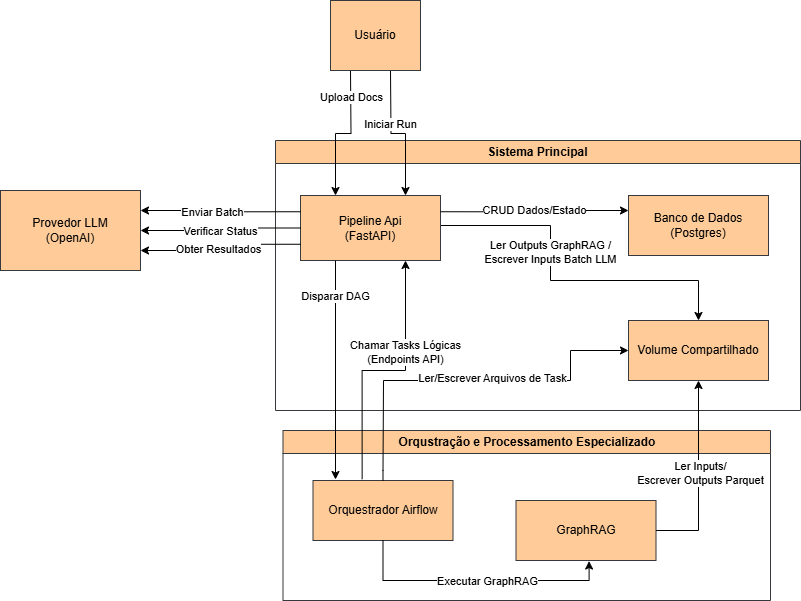 Usuário
Upload Docs
Iniciar Run
Sistema Principal
Provedor LLM
(OpenAI)
Enviar Batch
Verificar Status
Obter Resultados
Pipeline Api
(FastAPI)
CRUD Dados/Estado
Banco de Dados
(Postgres)
Ler Outputs GraphRAG /
Escrever Inputs Batch LLM
Disparar DAG
Chamar Tasks Lógicas
(Endpoints API)
Volume Compartilhado
Ler/Escrever Arquivos de Task
Orqustração e Processamento Especializado
Ler Inputs/
Escrever Outputs Parquet
Orquestrador Airflow
GraphRAG
Executar GraphRAG